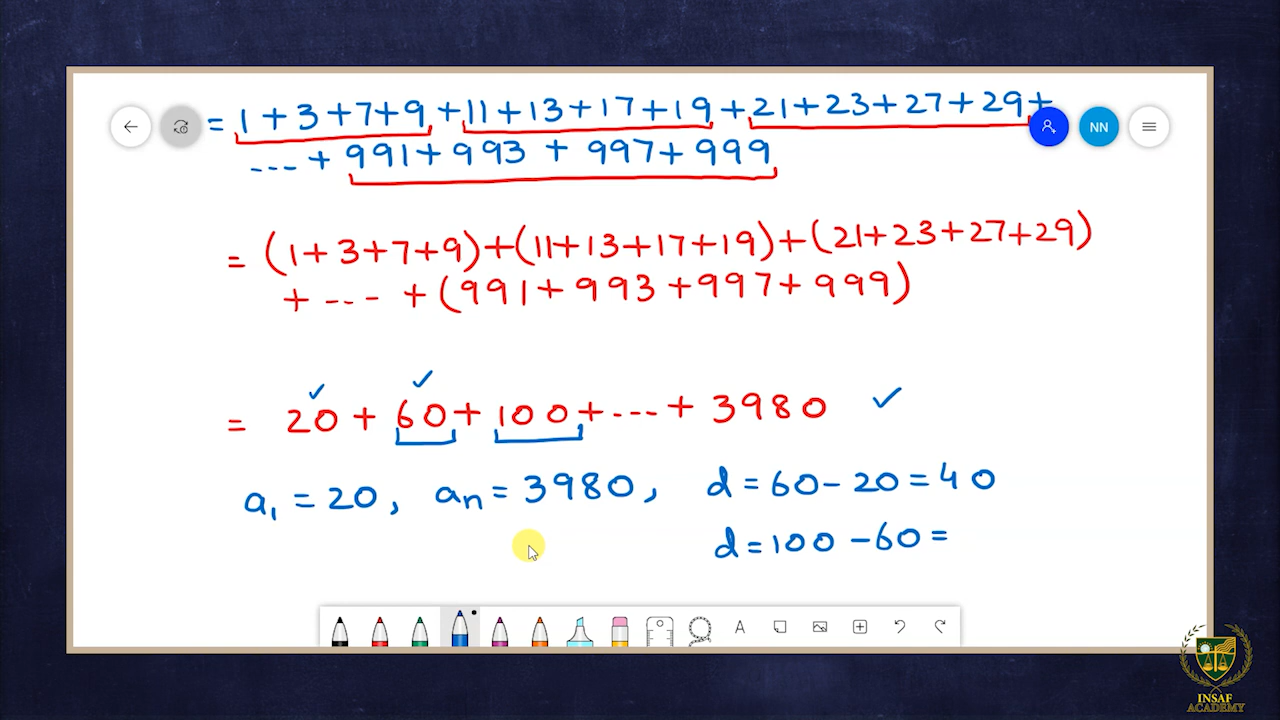 = 1+3+7+9+11+13+17+19+21+23+27+29+
---+991+993+997+999
= (1+3+7+9)+(11+13+17+19)+(21+23+27+29)
+---+(991+993+997+999)
= 20+60+100+---+3980 ✓
a₁ = 20, aₙ = 3980, d = 60-20 = 40
d = 100-60 =
NN
A
INSAF
ACADEMY